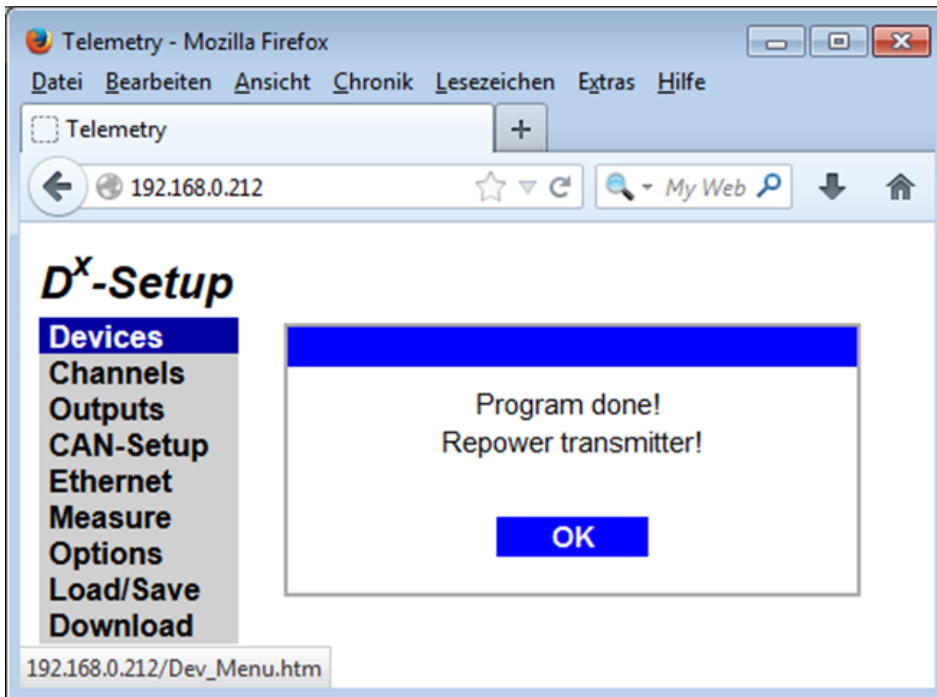 Telemetry - Mozilla Firefox
Datei Bearbeiten Ansicht Chronik Lesezeichen Extras Hilfe
Telemetry
192.168.0.212
My Web
Dx-Setup
Devices
Channels
Outputs
CAN-Setup
Ethernet
Measure
Options
Load/Save
Download
Program done!
Repower transmitter!
OK
192.168.0.212/Dev_Menu.htm